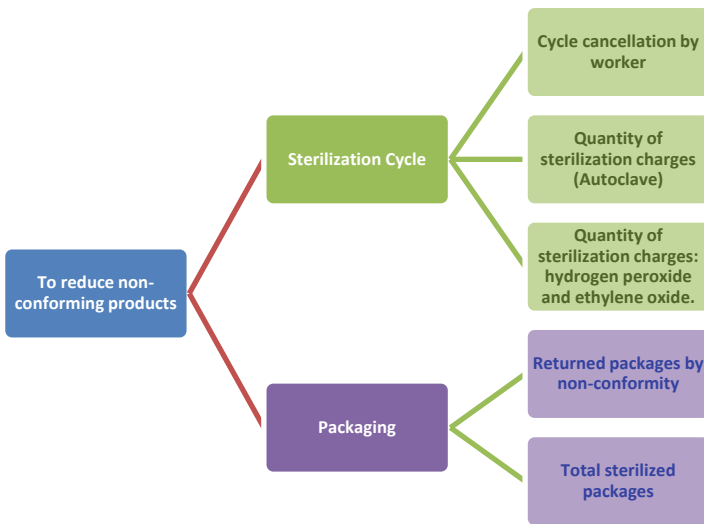 Cycle cancellation by
worker
Sterilization Cycle
Quantity of
sterilization charges
(Autoclave)
Quantity of
sterilization charges:
hydrogen peroxide
and ethylene oxide.
To reduce non-
conforming products
Returned packages by
non-conformity
Packaging
Total sterilized
packages